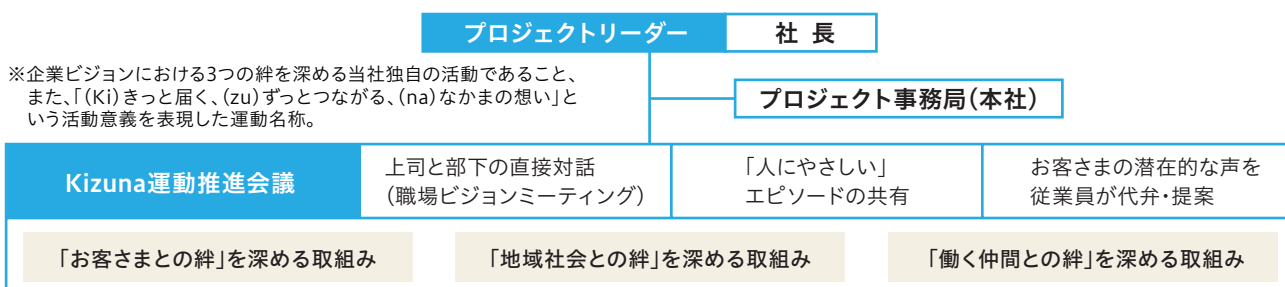 プロジェクトリーダー 社 長
※企業ビジョンにおける3つの絆を深める当社独自の活動であること、
また、「(Ki)きっと届く、(zu)ずっとつながる、(na)なかまの想い」と
いう活動意義を表現した運動名称。
プロジェクト事務局(本社)
Kizuna運動推進会議
上司と部下の直接対話
(職場ビジョンミーティング)
「人にやさしい」
エピソードの共有
お客さまの潜在的な声を
従業員が代弁・提案
「お客さまとの絆」を深める取組み
「地域社会との絆」を深める取組み
「働く仲間との絆」を深める取組み